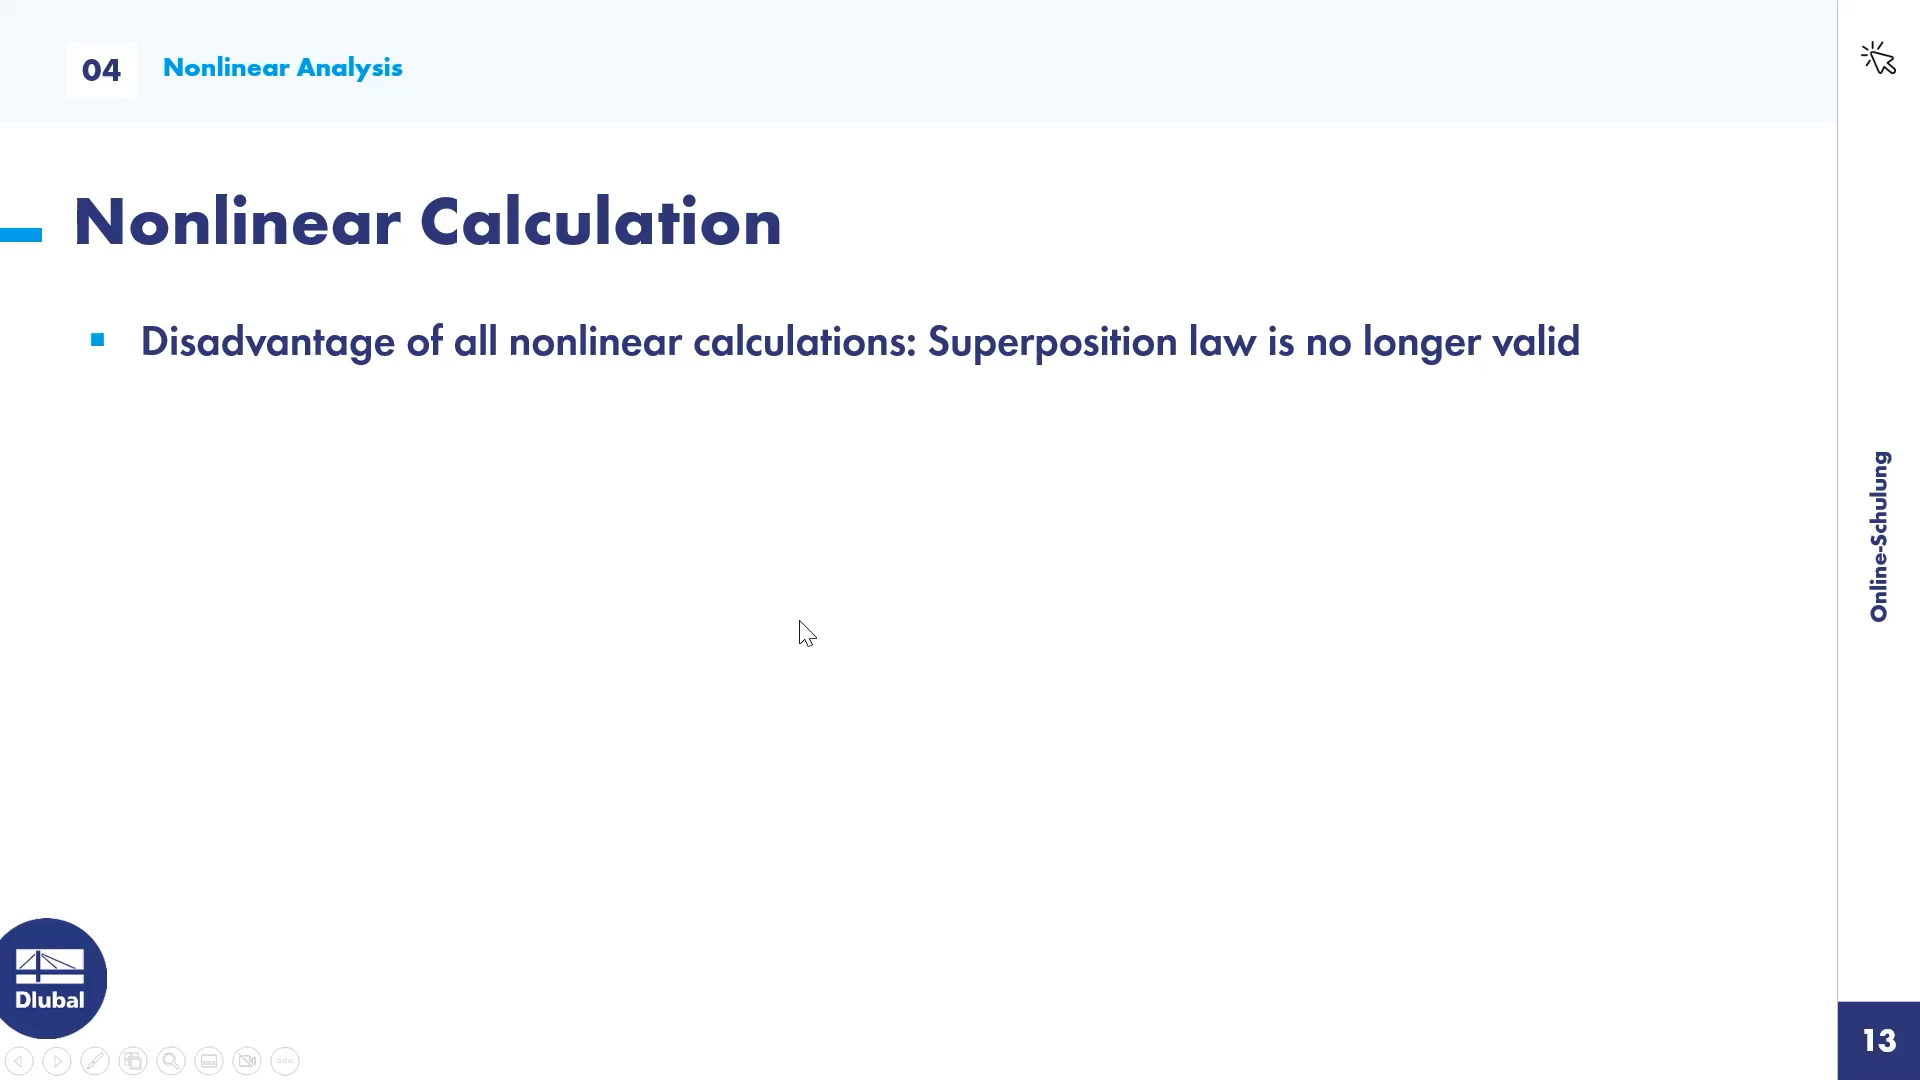 04
Nonlinear Analysis
Nonlinear Calculation
Disadvantage of all nonlinear calculations: Superposition law is no longer valid
Online-Schulung
Dlubal
13